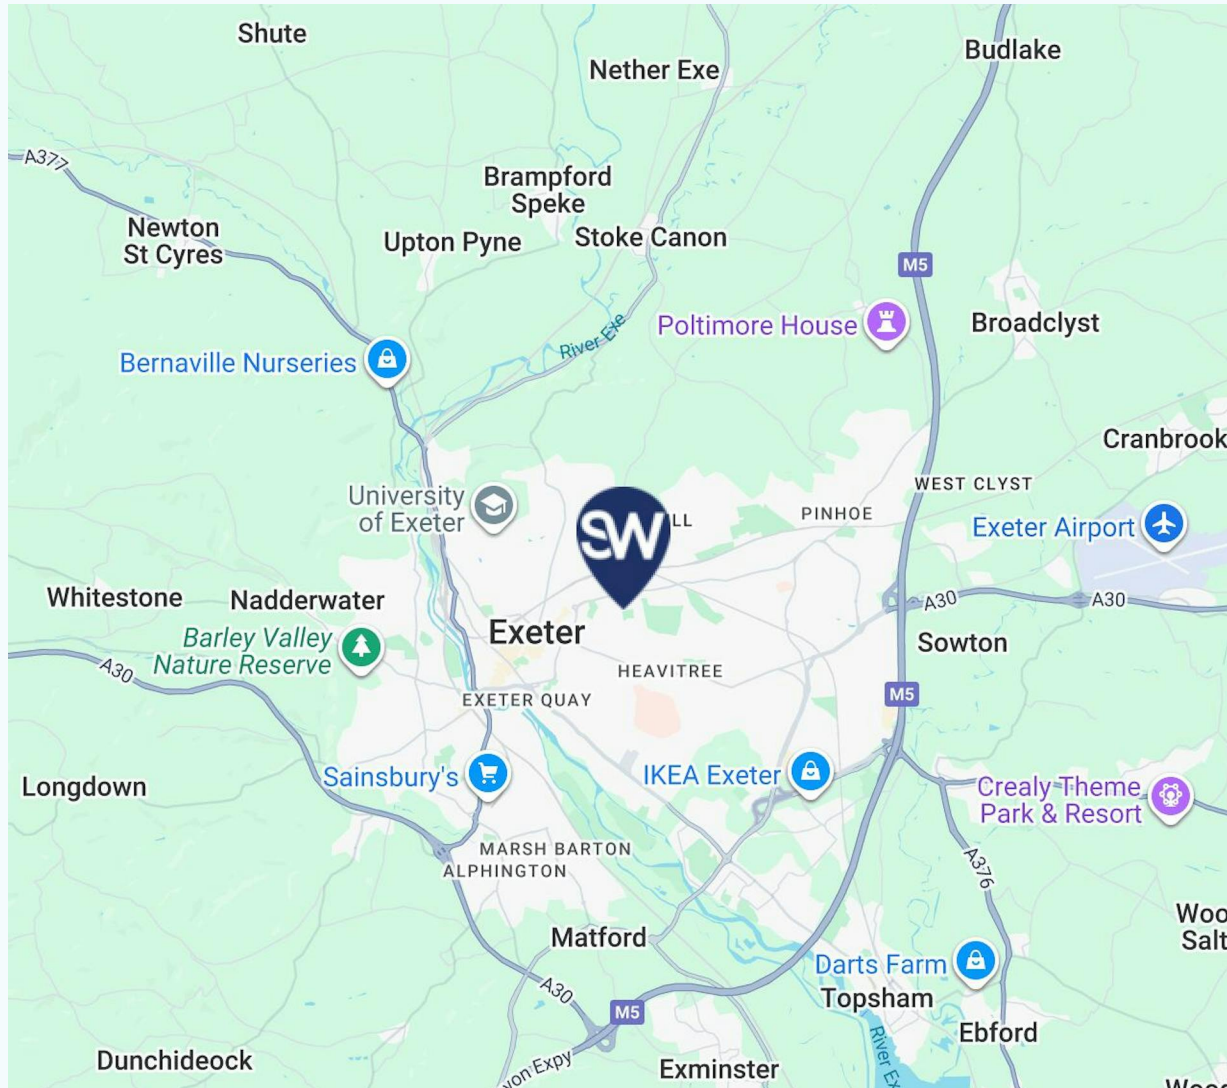 Shute
Budlake
Nether Exe
A377
Brampford
Speke
Newton
St Cyres
Upton Pyne
Stoke Canon
M5
River Exe
Poltimore House
Broadclyst
Bernaville Nurseries
Cranbrook
WEST CLYST
University
of Exeter
SW
PINHOE
Exeter Airport
Whitestone
Nadderwater
A30
A30
Barley Valley
Nature Reserve
Exeter
Sowton
A30
HEAVITREE
EXETER QUAY
M5
Sainsbury's
IKEA Exeter
Longdown
Crealy Theme
Park & Resort
MARSH BARTON
ALPHINGTON
A376
Matford
Darts Farm
Topsham
A30
M5
Ebford
River Ex
Dunchideock
Exminster